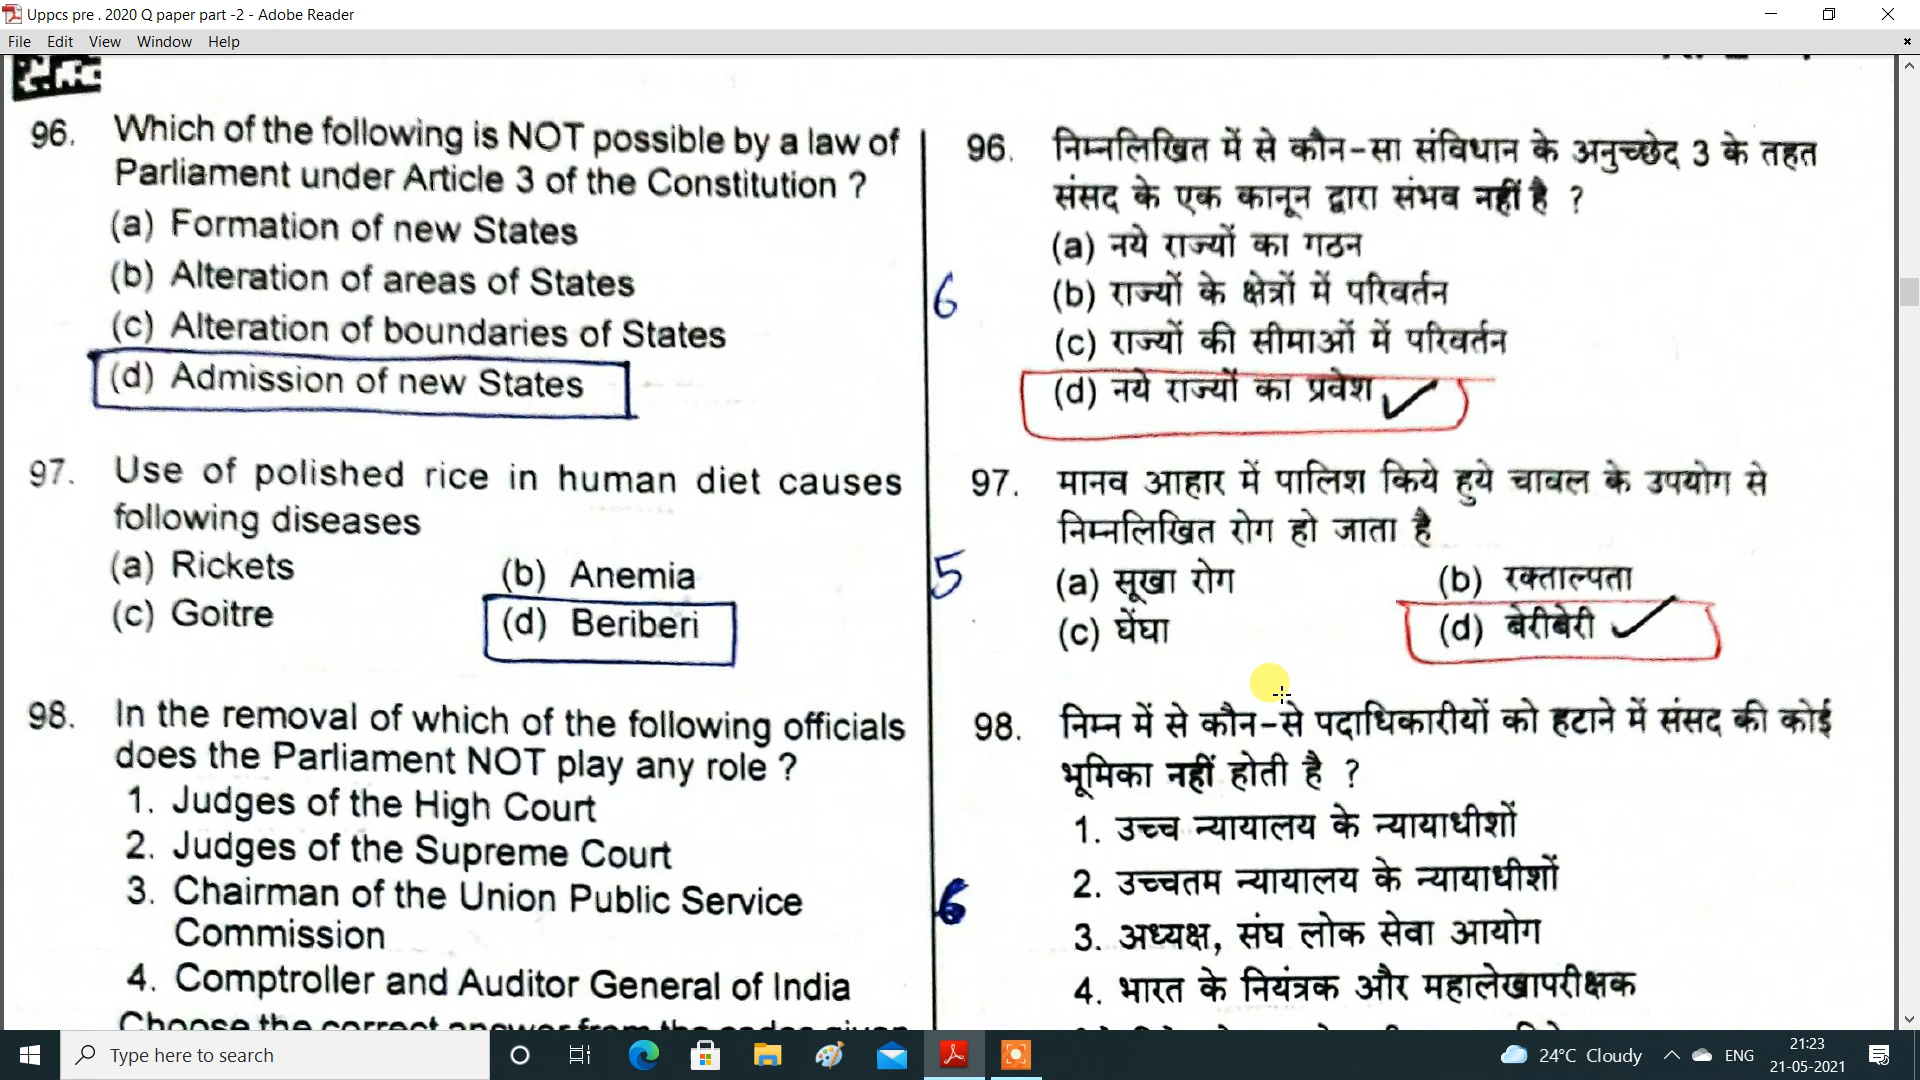 Uppcs pre . 2020 Q paper part -2 - Adobe Reader
File Edit View Window Help
96. Which of the following is NOT possible by a law of
Parliament under Article 3 of the Constitution ?
(a) Formation of new States
(b) Alteration of areas of States
(c) Alteration of boundaries of States
(d) Admission of new States
97. Use of polished rice in human diet causes
following diseases
(a) Rickets (b) Anemia
(c) Goitre (d) Beriberi
98. In the removal of which of the following officials
does the Parliament NOT play any role ?
1. Judges of the High Court
2. Judges of the Supreme Court
3. Chairman of the Union Public Service
Commission
4. Comptroller and Auditor General of India
Choose the correct answer from the codes given
6
5
6
96. निम्नलिखित में से कौन-सा संविधान के अनुच्छेद 3 के तहत
संसद के एक कानून द्वारा संभव नहीं है ?
(a) नये राज्यों का गठन
(b) राज्यों के क्षेत्रों में परिवर्तन
(c) राज्यों की सीमाओं में परिवर्तन
(d) नये राज्यों का प्रवेश
97. मानव आहार में पालिश किये हुये चावल के उपयोग से
निम्नलिखित रोग हो जाता है
(a) सूखा रोग (b) रक्ताल्पता
(c) घेंघा (d) बेरीबेरी
98. निम्न में से कौन-से पदाधिकारीयों को हटाने में संसद की कोई
भूमिका नहीं होती है ?
1. उच्च न्यायालय के न्यायाधीशों
2. उच्चतम न्यायालय के न्यायाधीशों
3. अध्यक्ष, संघ लोक सेवा आयोग
4. भारत के नियंत्रक और महालेखापरीक्षक
Type here to search
24°C Cloudy
ENG
21:23
21-05-2021